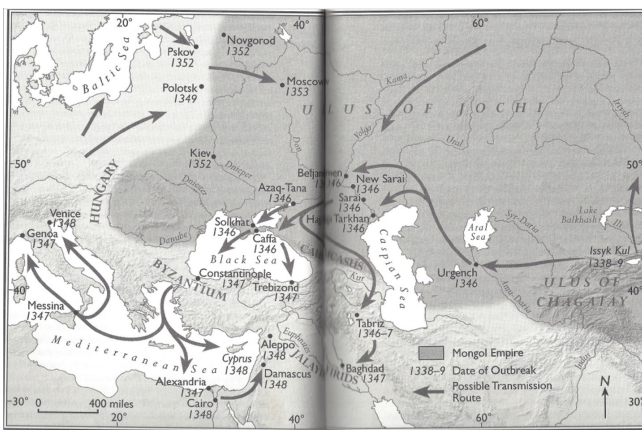 20°
40°
60°
Pskov
1352
Novgorod
1352
Baltic Sea
Moscow
1353
Kama
Polotsk
1349
ULUS OF JOCHI
Volga
Irtysh
Don
Ural
50°
Kiev
1352
Dnieper
50°
Dniester
HUNGARY
Azaq-Tana
1346
1346
New Sarai
1346
Sarai
1346
Tarkhan
1346
Lake
Balkhash
Ili
Aral
Sea
Syr-Daria
Venice
1348
Genoa
1347
Solkhat
1346
Caffa
1346
Danube
Black Sea
CAUCASUS
Caspian Sea
Issyk Kul
1338–9
Urgench
1346
Amu-Daria
ULUS OF
CHAGATAY
BYZANTIUM
Constantinople
1347
Trebizond
1347
Kur
40°
40°
Messina
1347
Tabriz
1346–7
Mediterranean Sea
Cyprus
1348
Aleppo
1348
Euphrates
JALAYIRIDS
Damascus
1348
Baghdad
1347
Indus
Alexandria
1347
Cairo
1348
Mongol Empire
1338–9 Date of Outbreak
Possible Transmission
Route
N
0 400 miles
30°
20°
40°
60°
30°